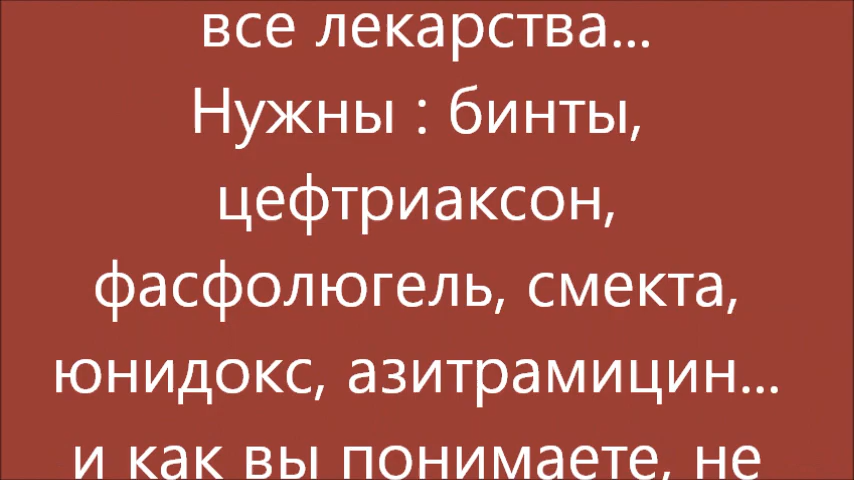 все лекарства...
Нужны : бинты,
цефтриаксон,
фасфолюгель, смекта,
юнидокс, азитрамицин...
и как вы понимаете, не